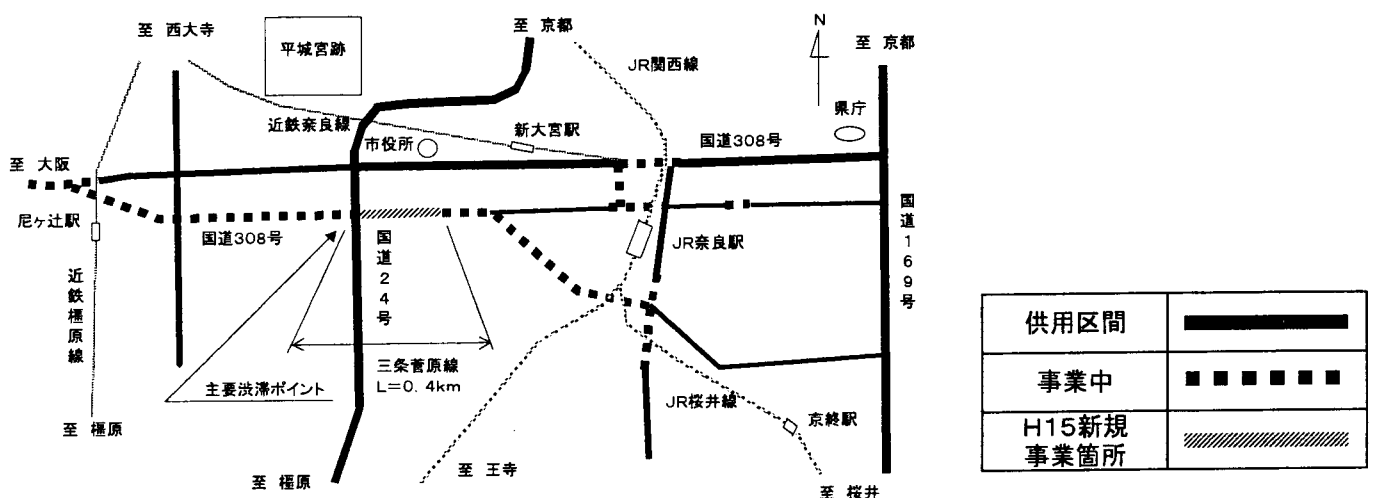 至 京都
N
至 西大寺
平城宮跡
至 京都
JR関西線
県庁
近鉄奈良線
新大宮駅
市役所
国道308号
至 大阪
尼ヶ辻駅
国道308号
国道24号
JR奈良駅
国道169号
近鉄橿原線
三条菅原線
L=0.4km
主要渋滞ポイント
JR桜井線
京終駅
至 橿原
至 王寺
至 橿原
至 桜井
供用区間
事業中
H15新規
事業箇所